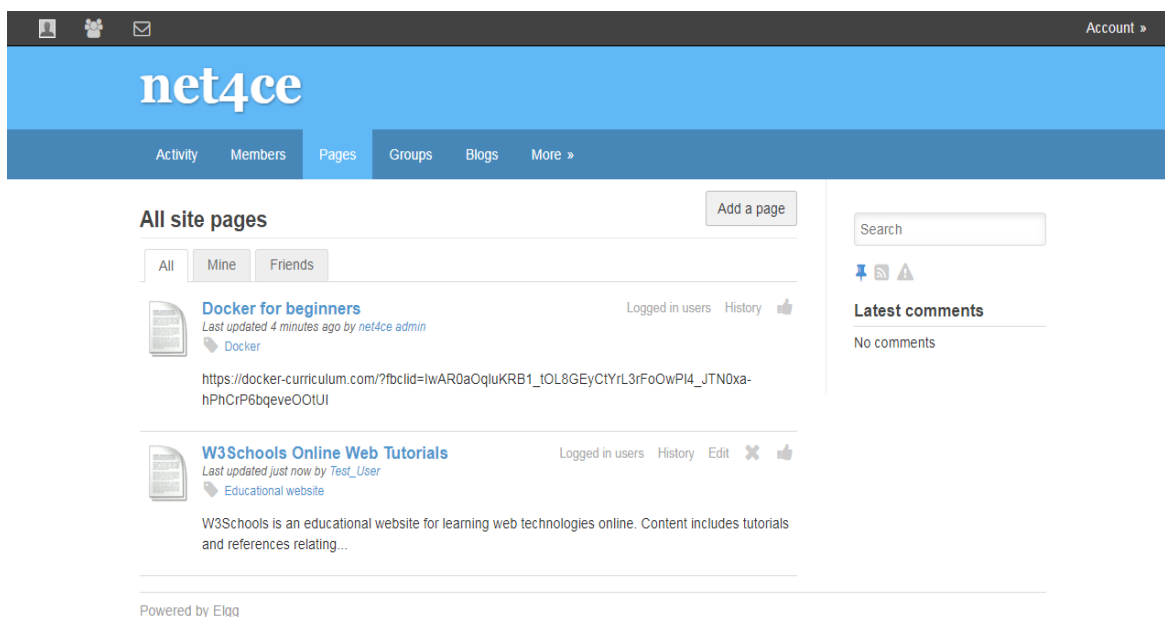 Account »
net4ce
Activity Members Pages Groups Blogs More »
All site pages
Add a page
All Mine Friends
Docker for beginners
Logged in users History
Last updated 4 minutes ago by net4ce admin
Docker
https://docker-curriculum.com/?fbclid=IwAR0aOqluKRB1_tOL8GEyCtYrL3rFoOwPI4_JTN0xa-
hPhCrP6bqeveOOtUI
W3Schools Online Web Tutorials
Logged in users History Edit
Last updated just now by Test_User
Educational website
W3Schools is an educational website for learning web technologies online. Content includes tutorials
and references relating...
Search
Latest comments
No comments
Powered by Elgg